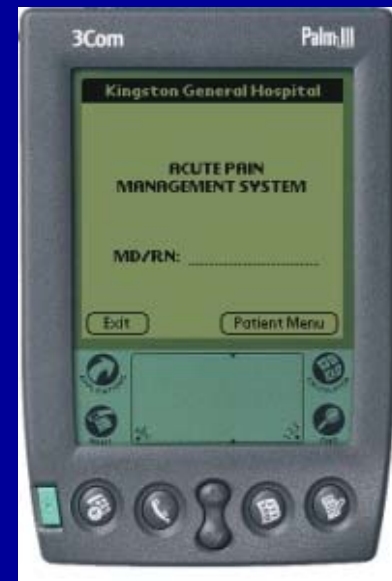 3Com Palm III
Kingston General Hospital
ACUTE PAIN
MANAGEMENT SYSTEM
MD/RN:
Exit Patient Menu